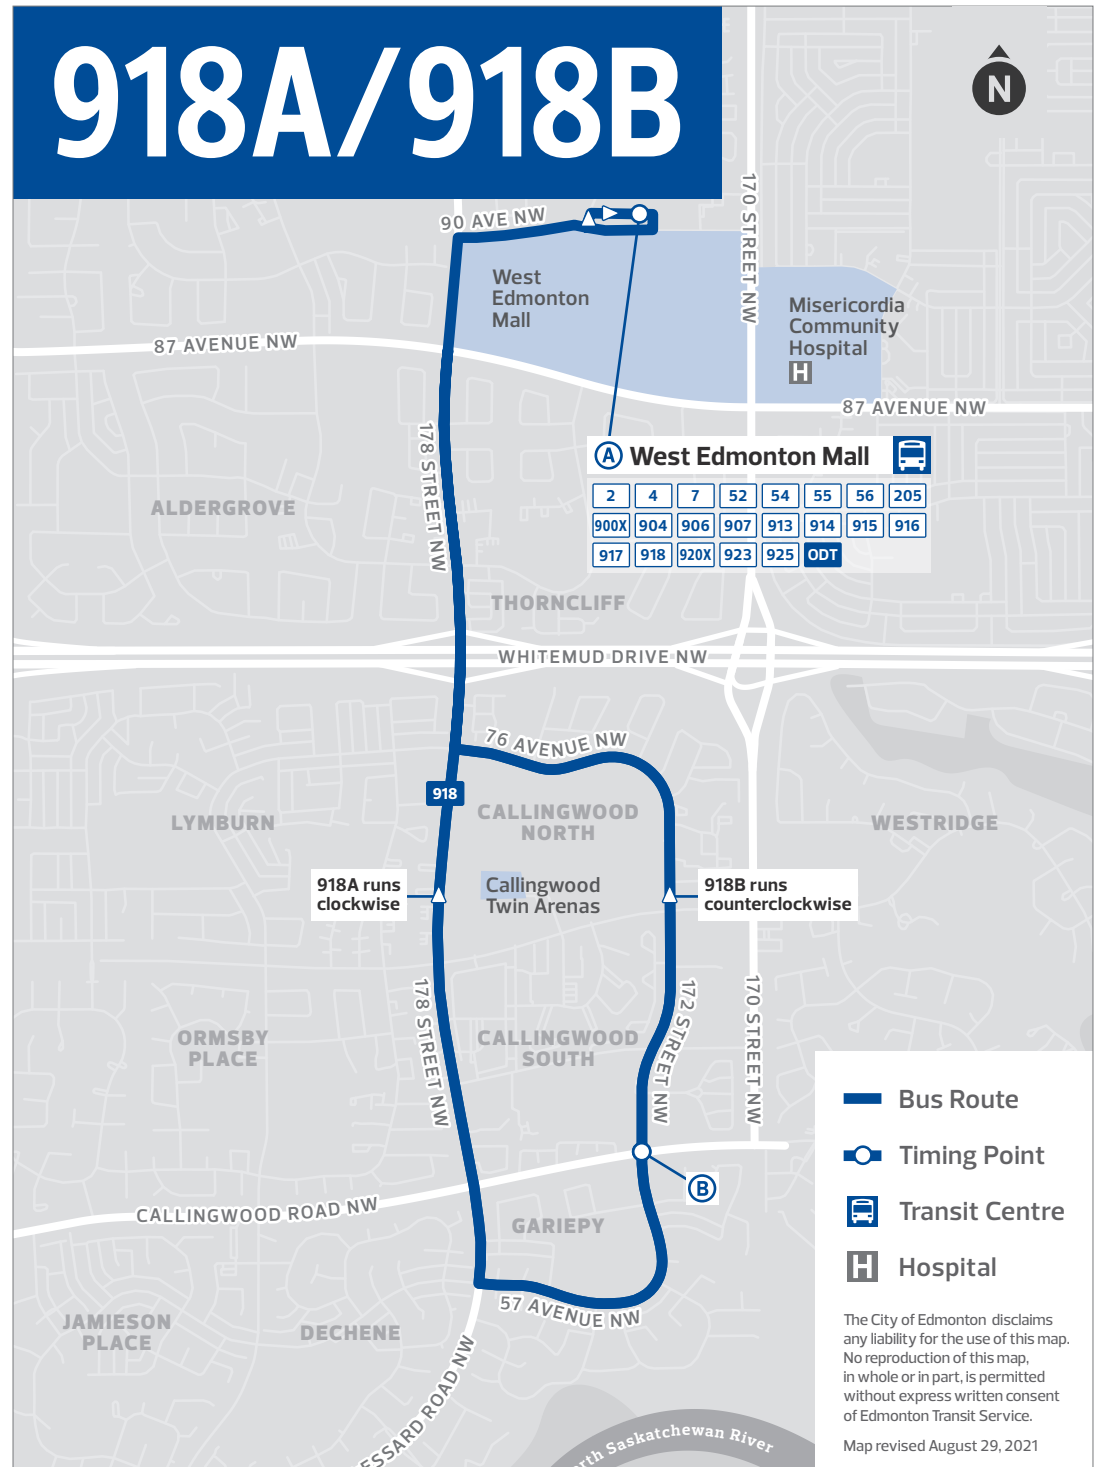 918A/918B
N
90 AVE NW
170 STREET NW
West
Edmonton
Mall
Misericordia
Community
Hospital
H
87 AVENUE NW
87 AVENUE NW
178 STREET NW
A West Edmonton Mall
2 4 7 52 54 55 56 205
900X 904 906 907 913 914 915 916
917 918 920X 923 925 ODT
ALDERGROVE
THORNCLIFF
WHITEMUD DRIVE NW
76 AVENUE NW
918
CALLINGWOOD
NORTH
LYMBURN
WESTRIDGE
918A runs
clockwise
Callingwood
Twin Arenas
918B runs
counterclockwise
178 STREET NW
172 STREET NW
170 STREET NW
ORMSBY
PLACE
CALLINGWOOD
SOUTH
B
CALLINGWOOD ROAD NW
GARIEPY
57 AVENUE NW
JAMIESON
PLACE
DECHENE
ESSARD ROAD NW
rth Saskatchewan River
Bus Route
Timing Point
Transit Centre
H Hospital
The City of Edmonton disclaims
any liability for the use of this map.
No reproduction of this map,
in whole or in part, is permitted
without express written consent
of Edmonton Transit Service.
Map revised August 29, 2021